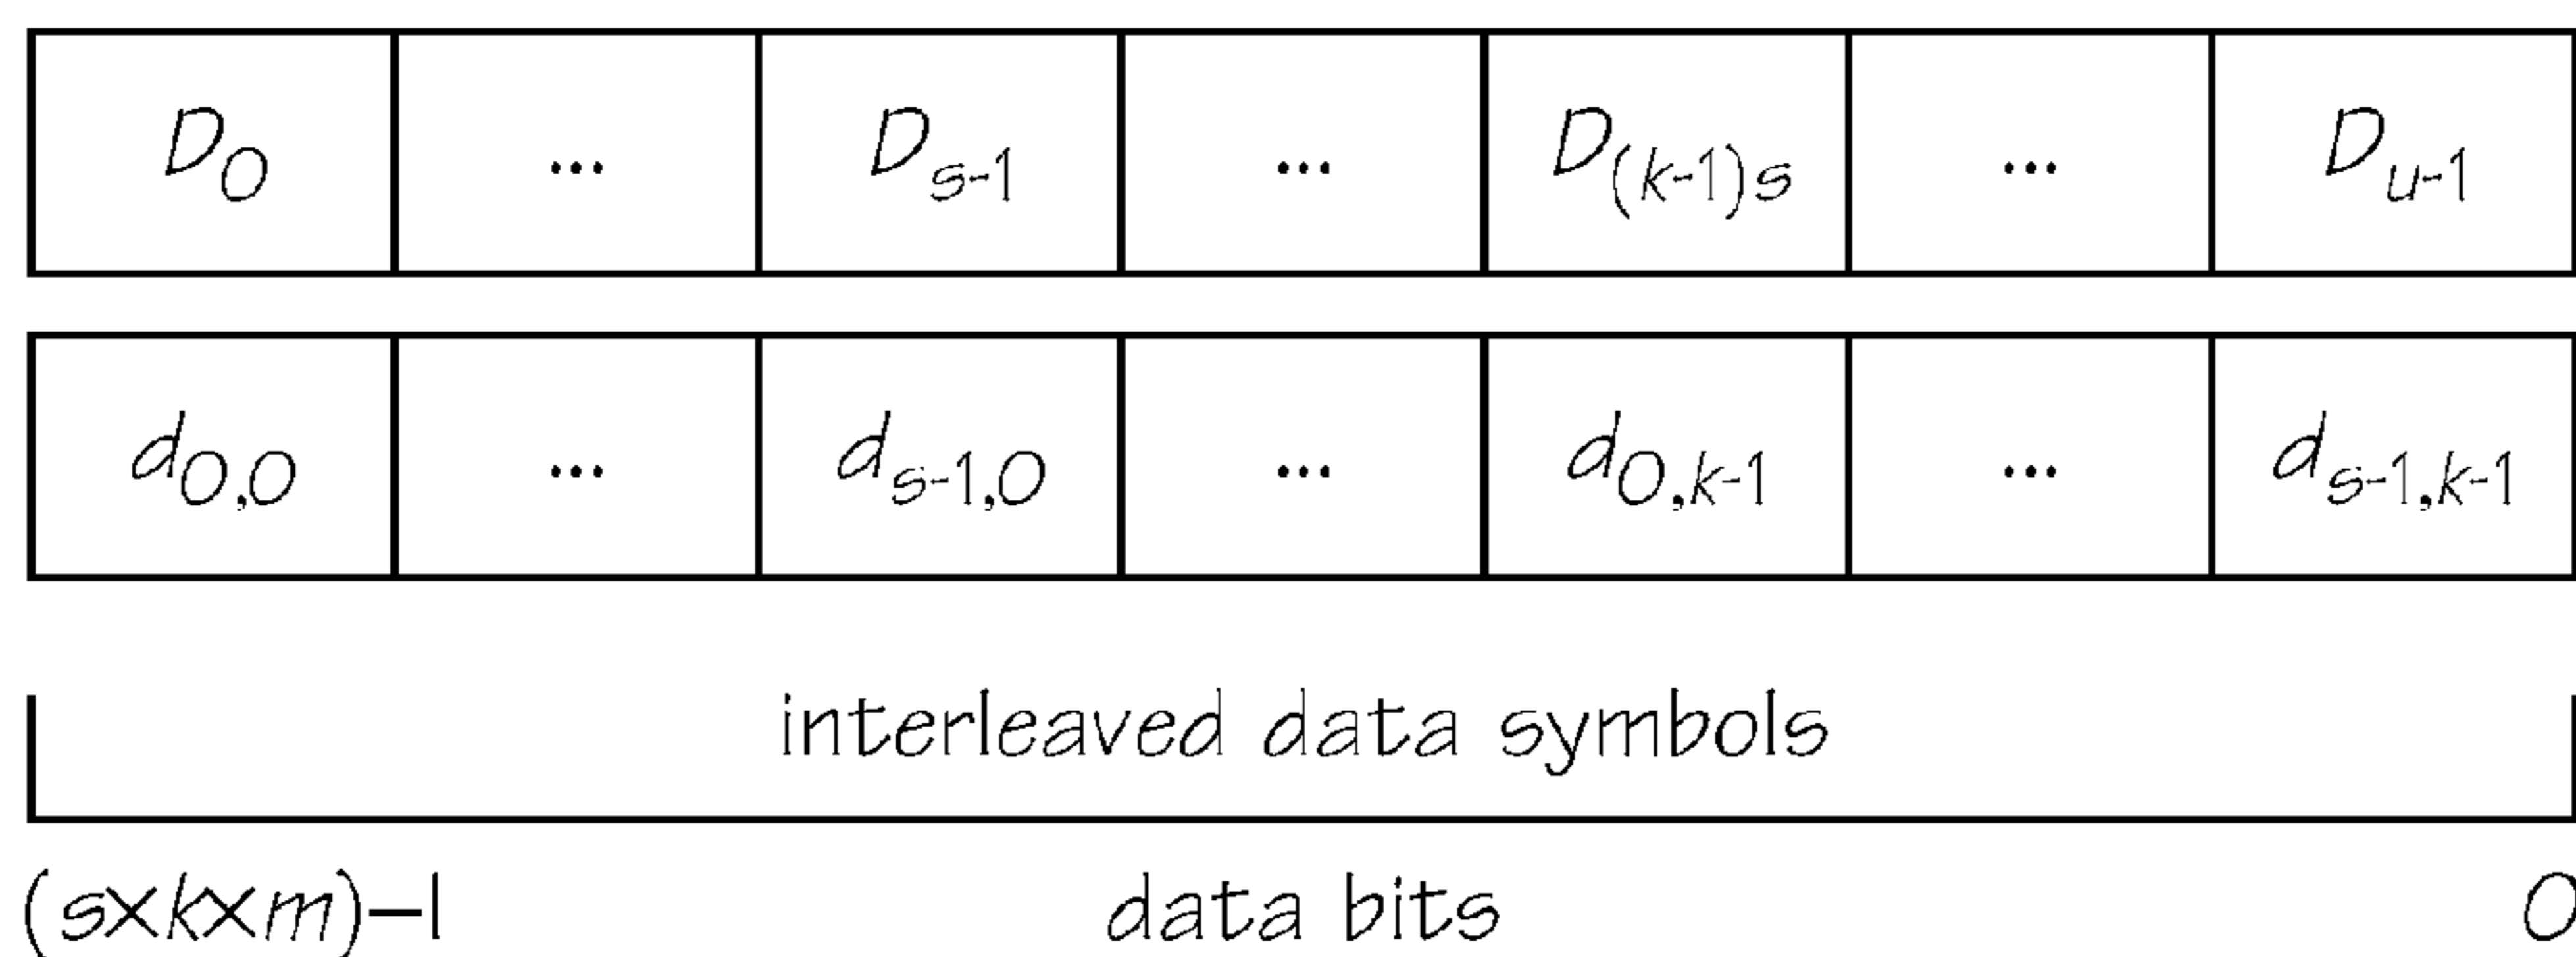 D0 ... Ds-1 ... D(k-1)s ... Du-1
d0,0 ... ds-1,0 ... d0,k-1 ... ds-1,k-1
interleaved data symbols
(s×k×m)−1 data bits 0